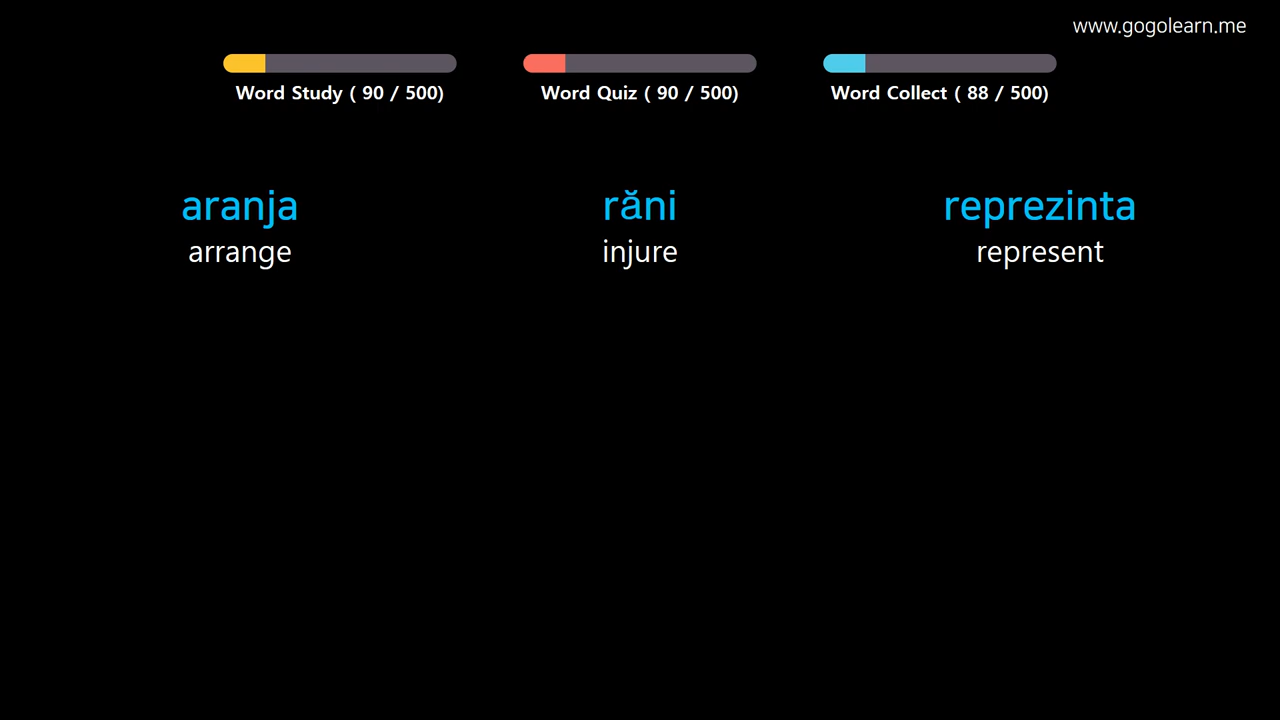 www.gogolearn.me
Word Study ( 90 / 500)
Word Quiz ( 90 / 500)
Word Collect ( 88 / 500)
aranja
arrange
răni
injure
reprezinta
represent